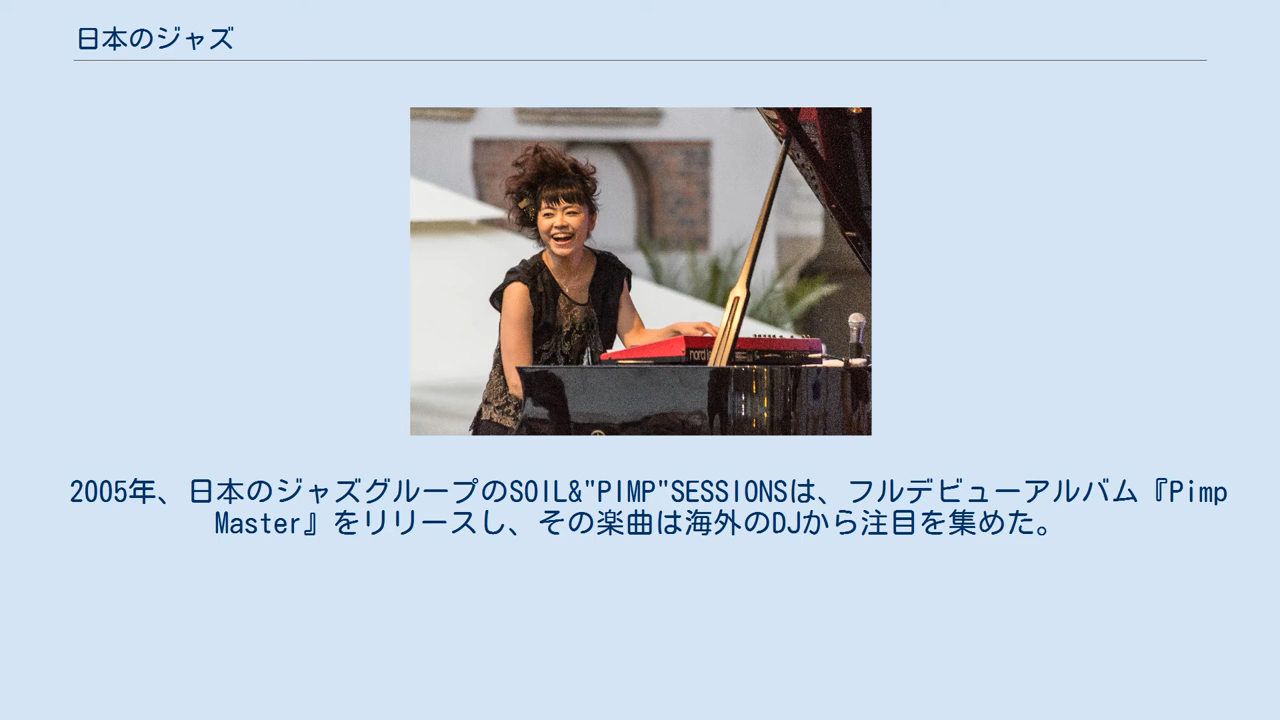 日本のジャズ
nord
2005年、日本のジャズグループのSOIL&"PIMP"SESSIONSは、フルデビューアルバム『Pimp
Master』をリリースし、その楽曲は海外のDJから注目を集めた。